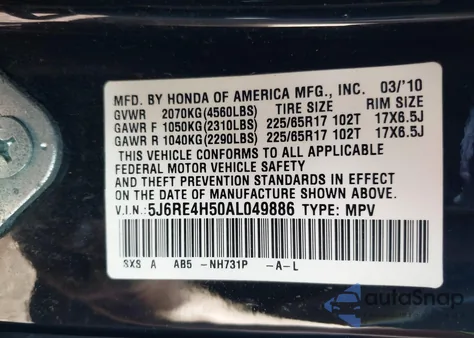 MFD. BY HONDA OF AMERICA MFG., INC. 03/'10
GVWR 2070KG(4560LBS) TIRE SIZE RIM SIZE
GAWR F 1050KG(2310LBS) 225/65R17 102T 17X6.5J
GAWR R 1040KG(2290LBS) 225/65R17 102T 17X6.5J
THIS VEHICLE CONFORMS TO ALL APPLICABLE
FEDERAL MOTOR VEHICLE SAFETY
STANDARDS IN EFFECT ON THE
DATE OF MANUFACTURE SHOWN ABOVE.
V.I.N.: 5J6RE4H50AL049886 TYPE: MPV
SXS A AB5 -NH731P -A-L
autoSnap